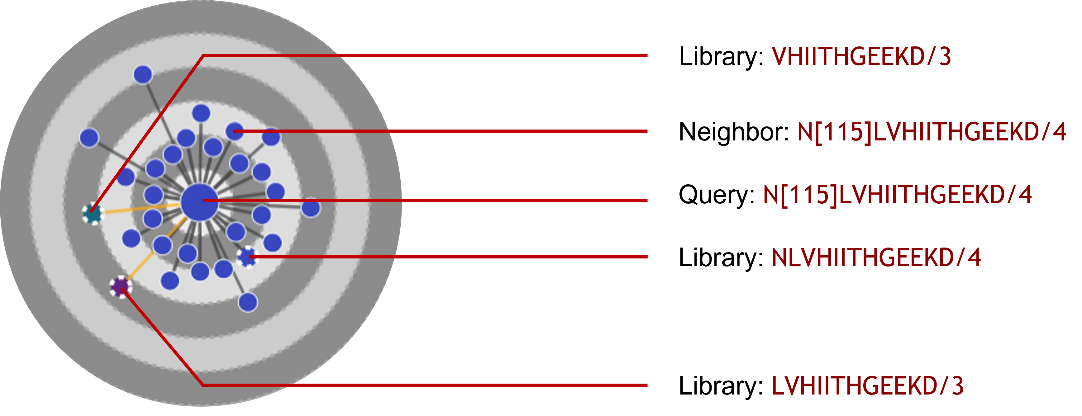 Library: VHIITHGEEKD/3
Neighbor: N[115]LVHIITHGEEKD/4
Query: N[115]LVHIITHGEEKD/4
Library: NLVHIITHGEEKD/4
Library: LVHIITHGEEKD/3